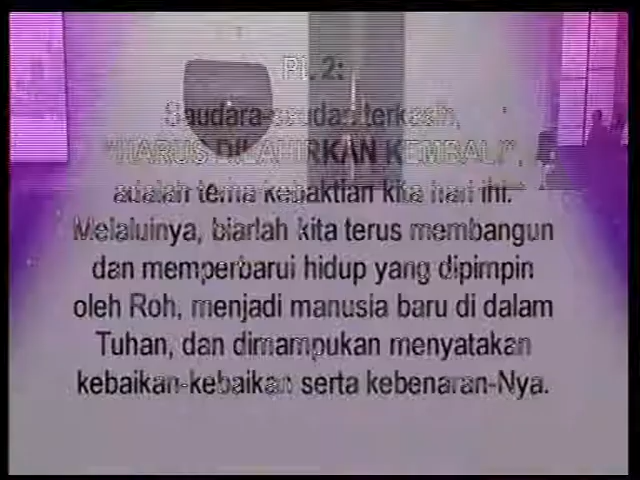 Pl. 2:
Saudara-saudara terkasih,
"HARUS DILAHIRKAN KEMBALI",
adalah tema kebaktian kita hari ini.
Melaluinya, biarlah kita terus membangun
dan memperbarui hidup yang dipimpin
oleh Roh, menjadi manusia baru di dalam
Tuhan, dan dimampukan menyatakan
kebaikan-kebaikan serta kebenaran-Nya.